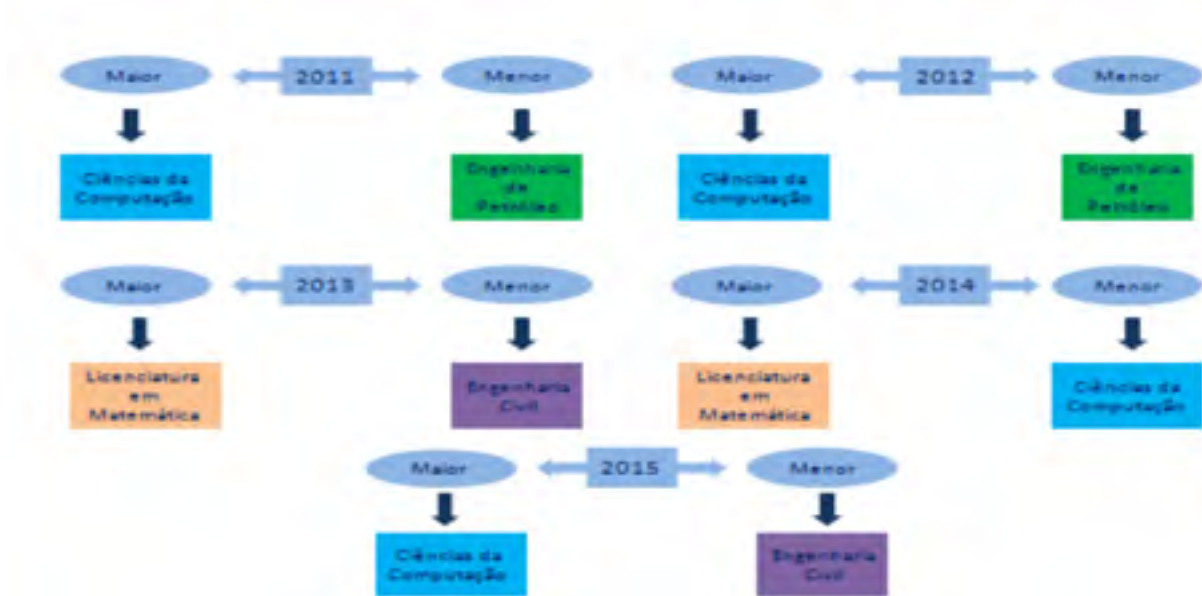 Maior 2011 Menor Maior 2012 Menor
Ciências da
Computação
Engenharia
de
Petróleo
Ciências da
Computação
Engenharia
de
Petróleo
Maior 2013 Menor Maior 2014 Menor
Licenciatura
em
Matemática
Engenharia
Civil
Licenciatura
em
Matemática
Ciências da
Computação
Maior 2015 Menor
Ciências da
Computação
Engenharia
Civil